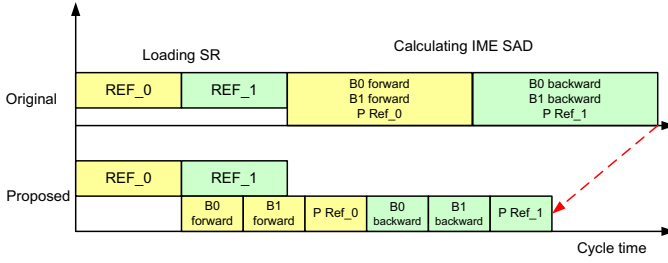 Loading SR
Calculating IME SAD
Original
REF_0
REF_1
B0 forward
B1 forward
P Ref_0
B0 backward
B1 backward
P Ref_1
Proposed
REF_0
REF_1
B0
forward
B1
forward
P Ref_0
B0
backward
B1
backward
P Ref_1
Cycle time